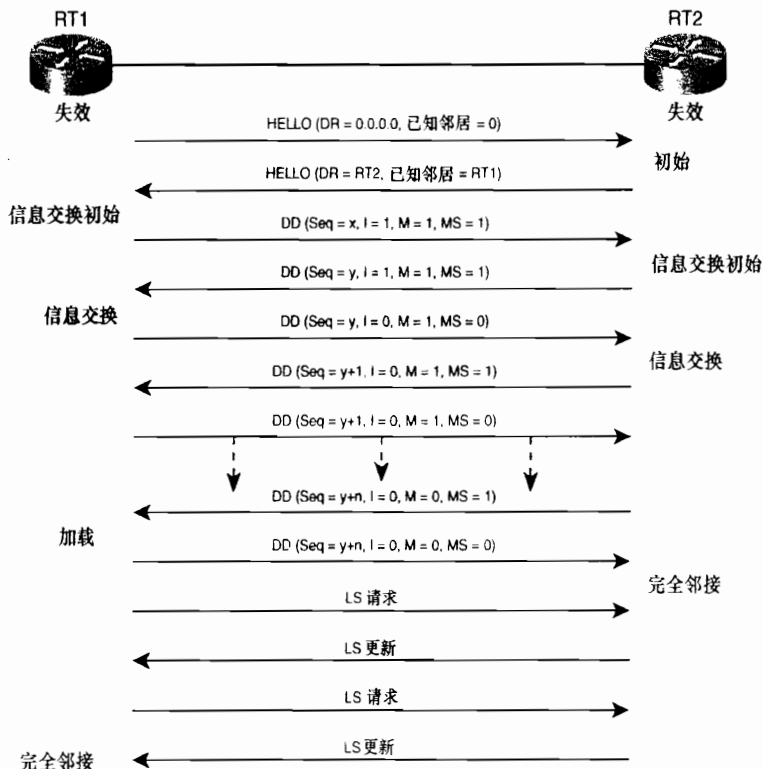 RT1
RT2
失效
失效
HELLO (DR = 0.0.0.0, 已知邻居 = 0)
初始
HELLO (DR = RT2, 已知邻居 = RT1)
信息交换初始
DD (Seq = x, I = 1, M = 1, MS = 1)
DD (Seq = y, I = 1, M = 1, MS = 1)
信息交换初始
信息交换
DD (Seq = y, I = 0, M = 1, MS = 0)
信息交换
DD (Seq = y+1, I = 0, M = 1, MS = 1)
DD (Seq = y+1, I = 0, M = 1, MS = 0)
DD (Seq = y+n, I = 0, M = 0, MS = 1)
加载
DD (Seq = y+n, I = 0, M = 0, MS = 0)
完全邻接
LS 请求
LS 更新
LS 请求
LS 更新
完全邻接